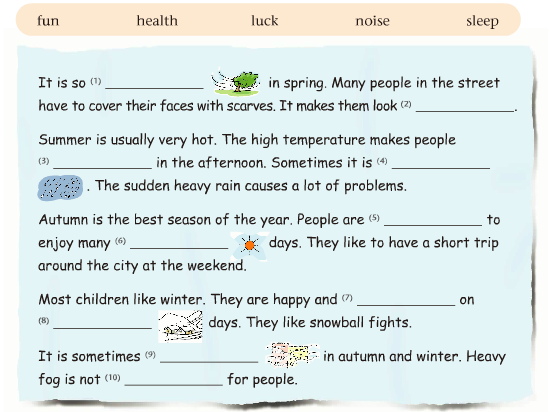 fun health luck noise sleep
It is so (1) ____________ in spring. Many people in the street
have to cover their faces with scarves. It makes them look (2) ____________.
Summer is usually very hot. The high temperature makes people
(3) ____________ in the afternoon. Sometimes it is (4) ____________
. The sudden heavy rain causes a lot of problems.
Autumn is the best season of the year. People are (5) ____________ to
enjoy many (6) ____________ days. They like to have a short trip
around the city at the weekend.
Most children like winter. They are happy and (7) ____________ on
(8) ____________ days. They like snowball fights.
It is sometimes (9) ____________ in autumn and winter. Heavy
fog is not (10) ____________ for people.